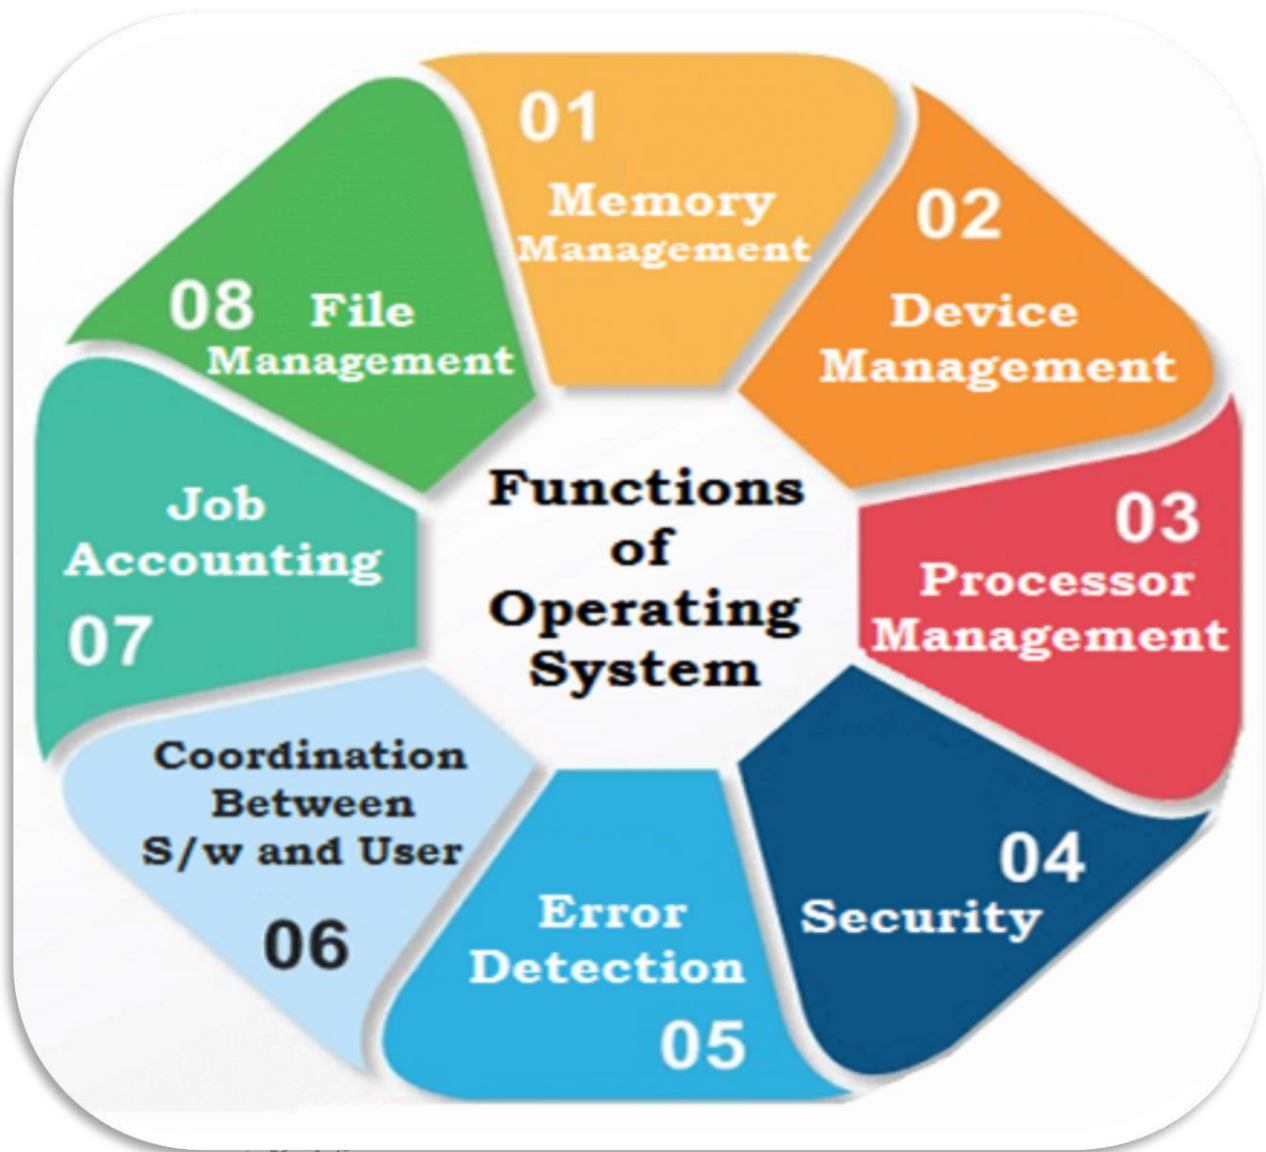 01
Memory
Management
02
Device
Management
03
Processor
Management
04
Security
Error
Detection
05
Coordination
Between
S/w and User
06
Job
Accounting
07
08 File
Management
Functions
of
Operating
System